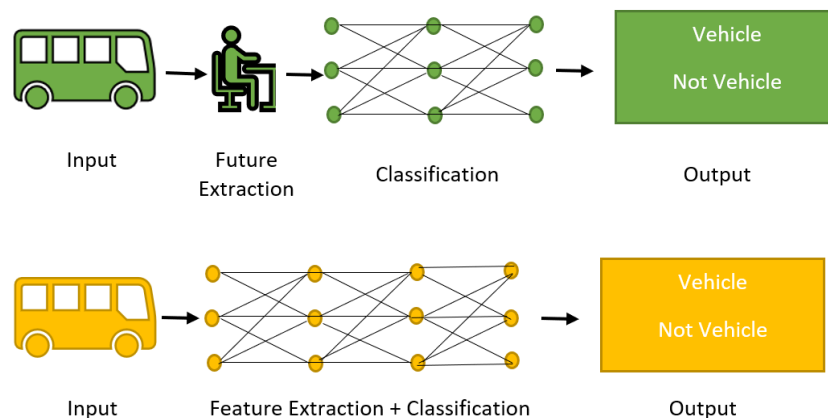 Vehicle
Not Vehicle
Input
Future
Extraction
Classification
Output
Vehicle
Not Vehicle
Input
Feature Extraction + Classification
Output